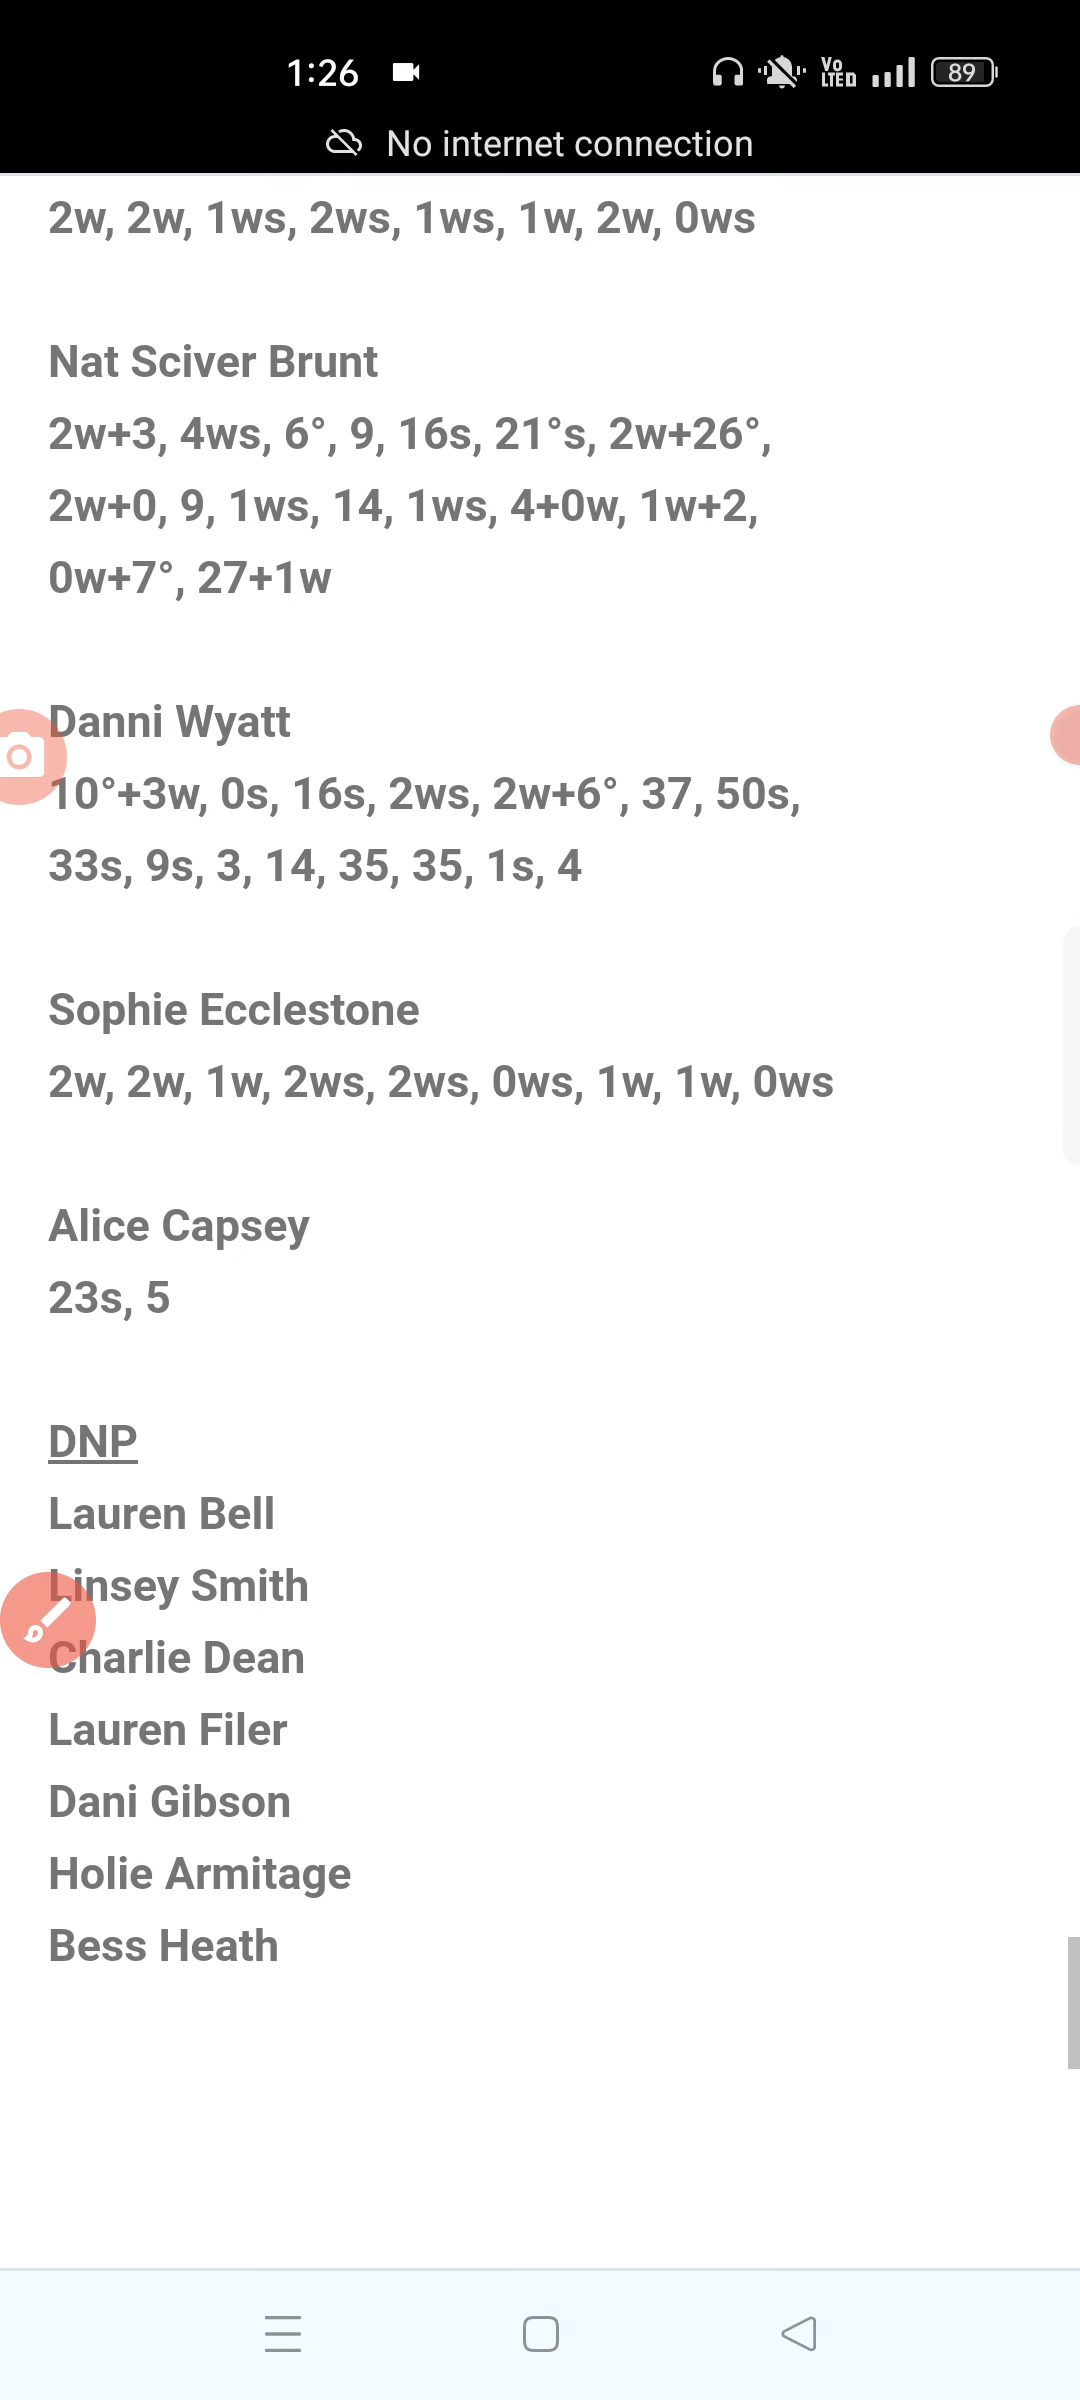 1:26
Vo
LTED
89
No internet connection
2w, 2w, 1ws, 2ws, 1ws, 1w, 2w, 0ws
Nat Sciver Brunt
2w+3, 4ws, 6°, 9, 16s, 21°s, 2w+26°,
2w+0, 9, 1ws, 14, 1ws, 4+0w, 1w+2,
0w+7°, 27+1w
Danni Wyatt
10°+3w, 0s, 16s, 2ws, 2w+6°, 37, 50s,
33s, 9s, 3, 14, 35, 35, 1s, 4
Sophie Ecclestone
2w, 2w, 1w, 2ws, 2ws, 0ws, 1w, 1w, 0ws
Alice Capsey
23s, 5
DNP
Lauren Bell
Linsey Smith
Charlie Dean
Lauren Filer
Dani Gibson
Holie Armitage
Bess Heath